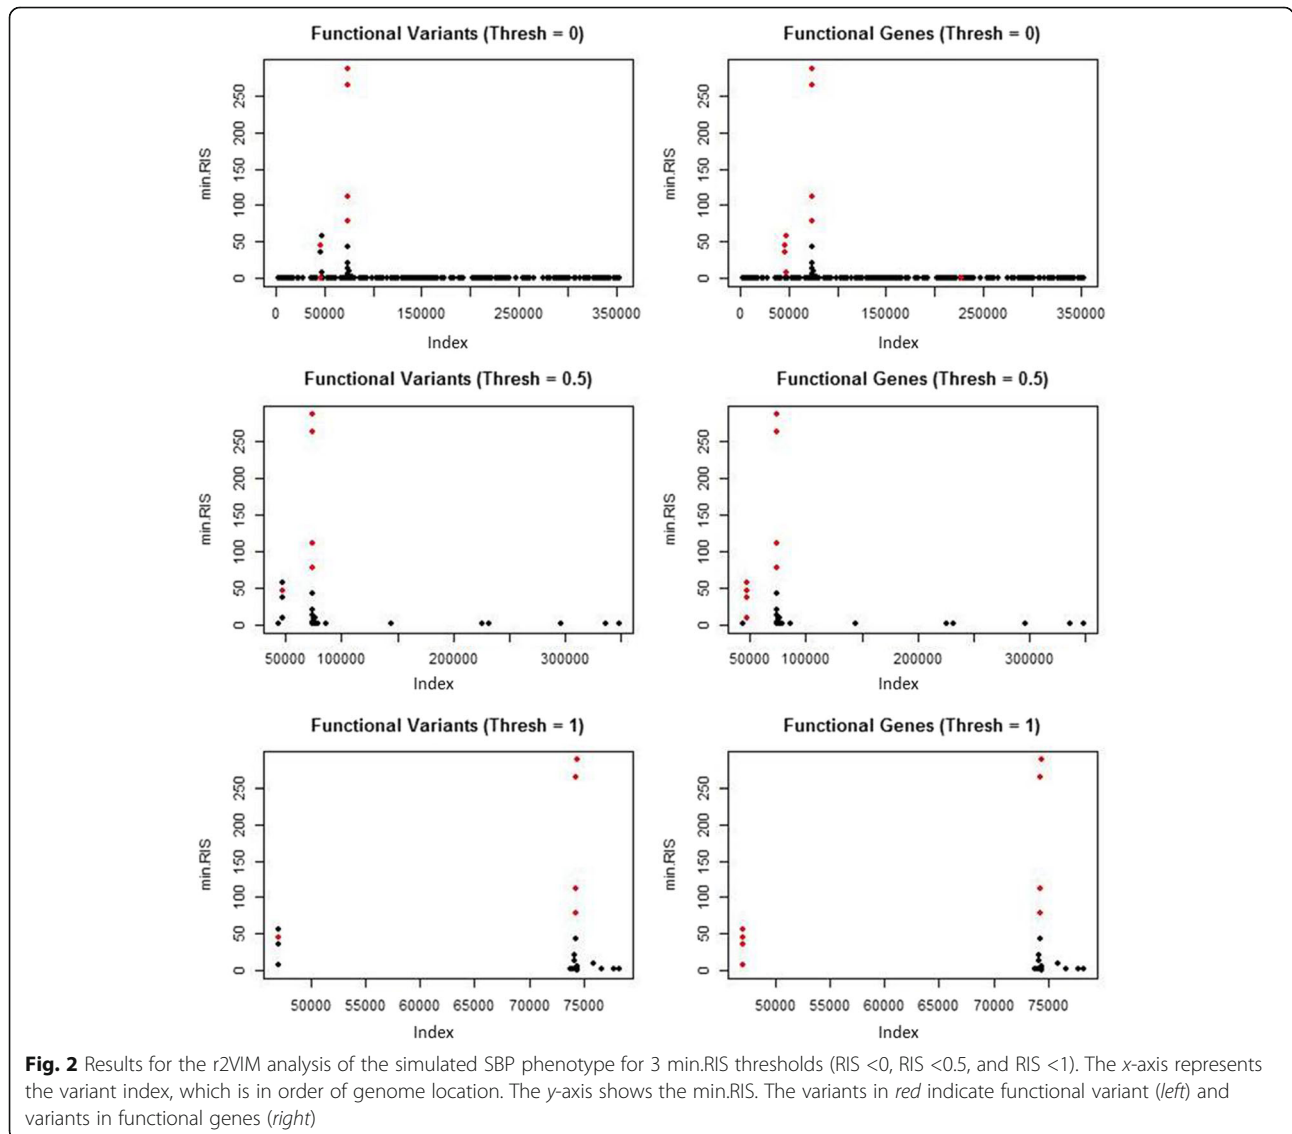 Functional Variants (Thresh = 0)
min.RIS
0 50 100 150 200 250
0 50000 150000 250000 350000
Index
Functional Genes (Thresh = 0)
min.RIS
0 50 100 150 200 250
0 50000 150000 250000 350000
Index
Functional Variants (Thresh = 0.5)
min.RIS
0 50 100 150 200 250
50000 100000 200000 300000
Index
Functional Genes (Thresh = 0.5)
min.RIS
0 50 100 150 200 250
50000 100000 200000 300000
Index
Functional Variants (Thresh = 1)
min.RIS
0 50 100 150 200 250
50000 55000 60000 65000 70000 75000
Index
Functional Genes (Thresh = 1)
min.RIS
0 50 100 150 200 250
50000 55000 60000 65000 70000 75000
Index
Fig. 2 Results for the r2VIM analysis of the simulated SBP phenotype for 3 min.RIS thresholds (RIS <0, RIS <0.5, and RIS <1). The x-axis represents
the variant index, which is in order of genome location. The y-axis shows the min.RIS. The variants in red indicate functional variant (left) and
variants in functional genes (right)